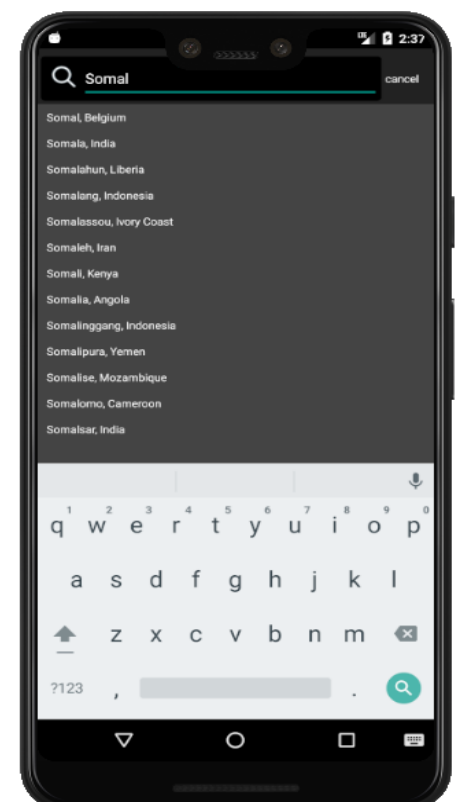 LTE 2:37
Somal
cancel
Somal, Belgium
Somala, India
Somalahun, Liberia
Somalang, Indonesia
Somalassou, Ivory Coast
Somaleh, Iran
Somali, Kenya
Somalia, Angola
Somalinggang, Indonesia
Somalipura, Yemen
Somalise, Mozambique
Somalomo, Cameroon
Somalsar, India
1 2 3 4 5 6 7 8 9 0
q w e r t y u i o p
a s d f g h j k l
z x c v b n m
?123 , .